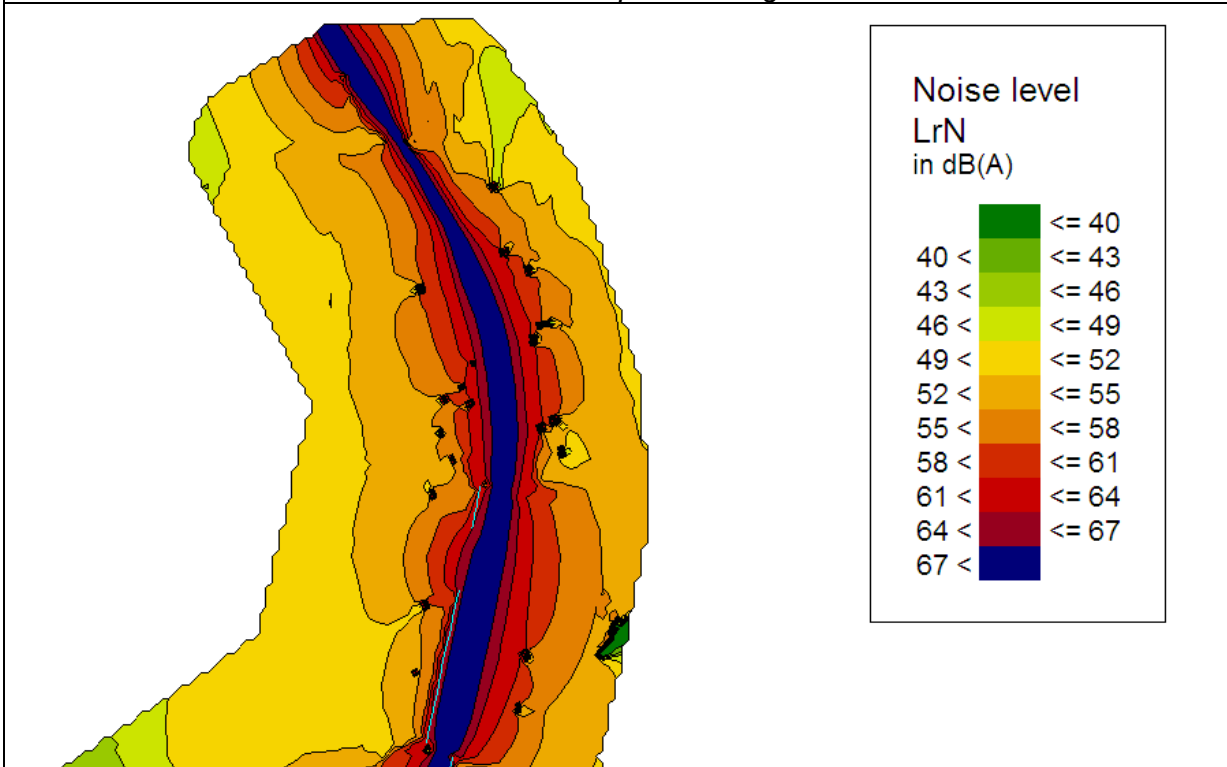 Noise level
LrN
in dB(A)
<= 40
40 < <= 43
43 < <= 46
46 < <= 49
49 < <= 52
52 < <= 55
55 < <= 58
58 < <= 61
61 < <= 64
64 < <= 67
67 <